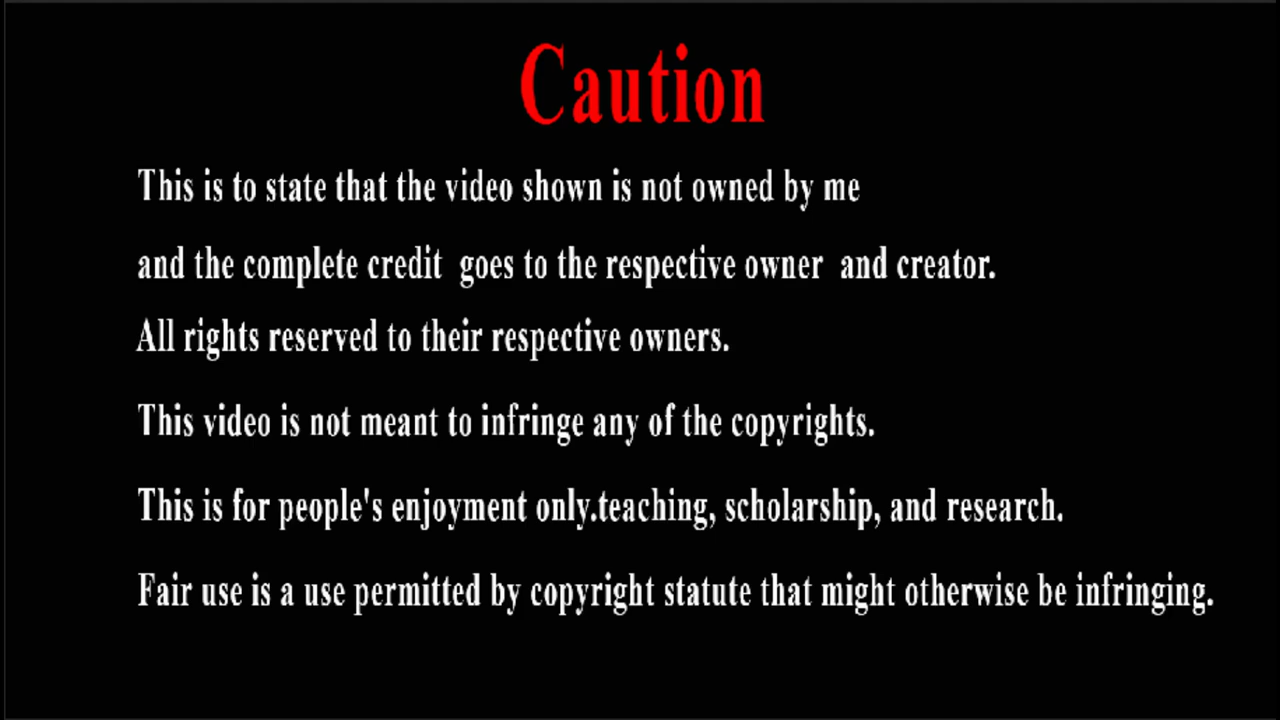 Caution
This is to state that the video shown is not owned by me
and the complete credit goes to the respective owner and creator.
All rights reserved to their respective owners.
This video is not meant to infringe any of the copyrights.
This is for people's enjoyment only.teaching, scholarship, and research.
Fair use is a use permitted by copyright statute that might otherwise be infringing.